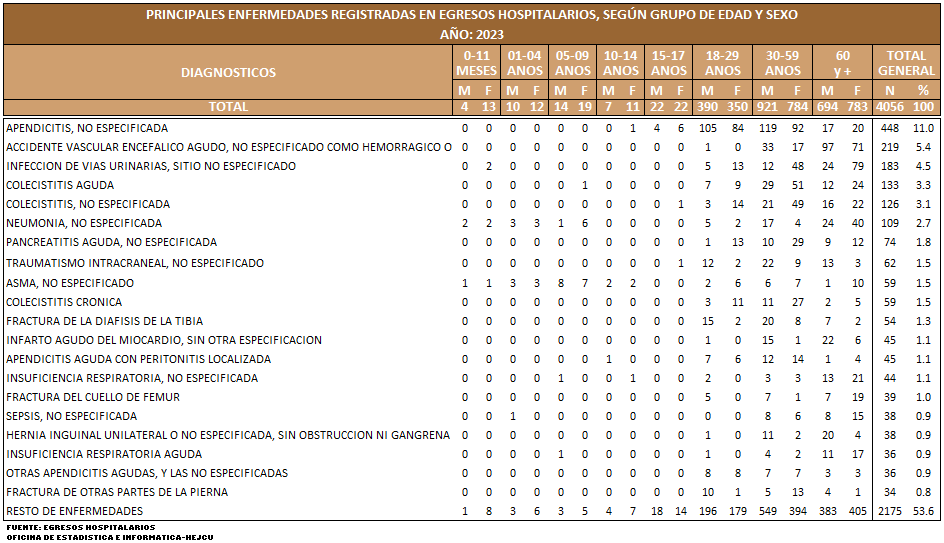 PRINCIPALES ENFERMEDADES REGISTRADAS EN EGRESOS HOSPITALARIOS, SEGÚN GRUPO DE EDAD Y SEXO
AÑO: 2023
DIAGNOSTICOS 0-11 MESES 01-04 ANOS 05-09 ANOS 10-14 ANOS 15-17 ANOS 18-29 ANOS 30-59 ANOS 60 y + TOTAL GENERAL
M F M F M F M F M F M F M F M F N %
TOTAL 4 13 10 12 14 19 7 11 22 22 390 350 921 784 694 783 4056 100
APENDICITIS, NO ESPECIFICADA 0 0 0 0 0 0 0 1 4 6 105 84 119 92 17 20 448 11.0
ACCIDENTE VASCULAR ENCEFALICO AGUDO, NO ESPECIFICADO COMO HEMORRAGICO O 0 0 0 0 0 0 0 0 0 0 1 0 33 17 97 71 219 5.4
INFECCION DE VIAS URINARIAS, SITIO NO ESPECIFICADO 0 2 0 0 0 0 0 0 0 0 5 13 12 48 24 79 183 4.5
COLECISTITIS AGUDA 0 0 0 0 0 1 0 0 0 0 7 9 29 51 12 24 133 3.3
COLECISTITIS, NO ESPECIFICADA 0 0 0 0 0 0 0 0 0 1 3 14 21 49 16 22 126 3.1
NEUMONIA, NO ESPECIFICADA 2 2 3 3 1 6 0 0 0 0 5 2 17 4 24 40 109 2.7
PANCREATITIS AGUDA, NO ESPECIFICADA 0 0 0 0 0 0 0 0 0 0 1 13 10 29 9 12 74 1.8
TRAUMATISMO INTRACRANEAL, NO ESPECIFICADO 0 0 0 0 0 0 0 0 0 1 12 2 22 9 13 3 62 1.5
ASMA, NO ESPECIFICADO 1 1 3 3 8 7 2 2 0 0 2 6 6 7 1 10 59 1.5
COLECISTITIS CRONICA 0 0 0 0 0 0 0 0 0 0 3 11 11 27 2 5 59 1.5
FRACTURA DE LA DIAFISIS DE LA TIBIA 0 0 0 0 0 0 0 0 0 0 15 2 20 8 7 2 54 1.3
INFARTO AGUDO DEL MIOCARDIO, SIN OTRA ESPECIFICACION 0 0 0 0 0 0 0 0 0 0 1 0 15 1 22 6 45 1.1
APENDICITIS AGUDA CON PERITONITIS LOCALIZADA 0 0 0 0 0 0 1 0 0 0 7 6 12 14 1 4 45 1.1
INSUFICIENCIA RESPIRATORIA, NO ESPECIFICADA 0 0 0 0 1 0 0 1 0 0 2 0 3 3 13 21 44 1.1
FRACTURA DEL CUELLO DE FEMUR 0 0 0 0 0 0 0 0 0 0 5 0 7 1 7 19 39 1.0
SEPSIS, NO ESPECIFICADA 0 0 1 0 0 0 0 0 0 0 0 0 8 6 8 15 38 0.9
HERNIA INGUINAL UNILATERAL O NO ESPECIFICADA, SIN OBSTRUCCION NI GANGRENA 0 0 0 0 0 0 0 0 0 0 1 0 11 2 20 4 38 0.9
INSUFICIENCIA RESPIRATORIA AGUDA 0 0 0 0 1 0 0 0 0 0 1 0 4 2 11 17 36 0.9
OTRAS APENDICITIS AGUDAS, Y LAS NO ESPECIFICADAS 0 0 0 0 0 0 0 0 0 0 8 8 7 7 3 3 36 0.9
FRACTURA DE OTRAS PARTES DE LA PIERNA 0 0 0 0 0 0 0 0 0 0 10 1 5 13 4 1 34 0.8
RESTO DE ENFERMEDADES 1 8 3 6 3 5 4 7 18 14 196 179 549 394 383 405 2175 53.6
FUENTE: EGRESOS HOSPITALARIOS
OFICINA DE ESTADISTICA E INFORMATICA-HEJCU